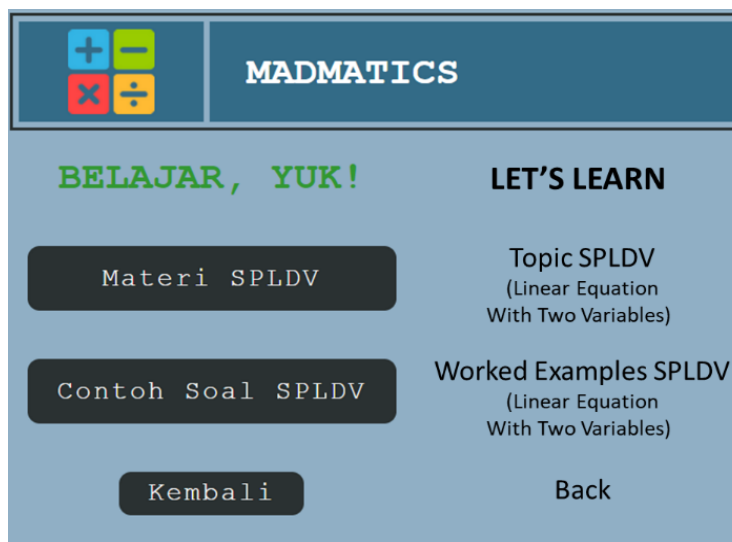 MADMATICS
BELAJAR, YUK!
LET'S LEARN
Materi SPLDV
Topic SPLDV
(Linear Equation
With Two Variables)
Contoh Soal SPLDV
Worked Examples SPLDV
(Linear Equation
With Two Variables)
Kembali
Back